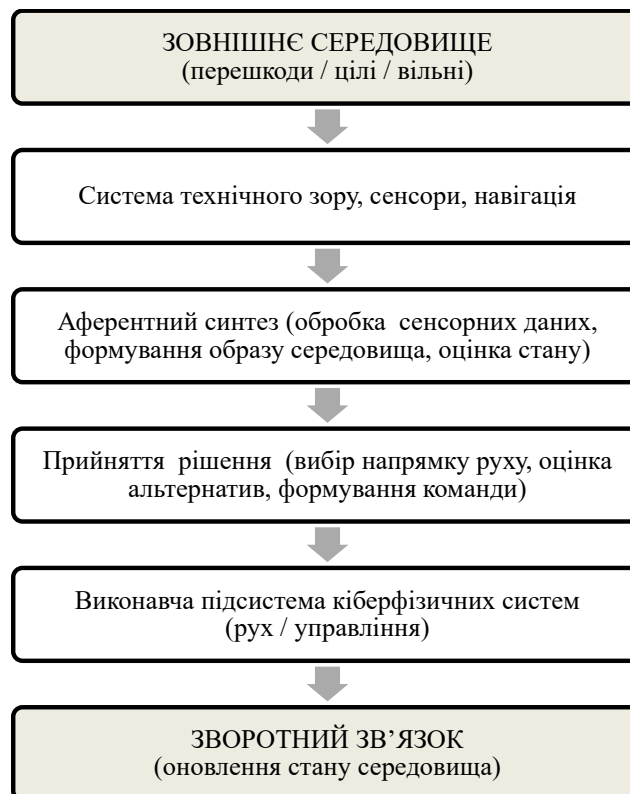 ЗОВНІШНЄ СЕРЕДОВИЩЕ
(перешкоди / цілі / вільні)
Система технічного зору, сенсори, навігація
Аферентний синтез (обробка сенсорних даних,
формування образу середовища, оцінка стану)
Прийняття рішення (вибір напрямку руху, оцінка
альтернатив, формування команди)
Виконавча підсистема кіберфізичних систем
(рух / управління)
ЗВОРОТНИЙ ЗВ’ЯЗОК
(оновлення стану середовища)